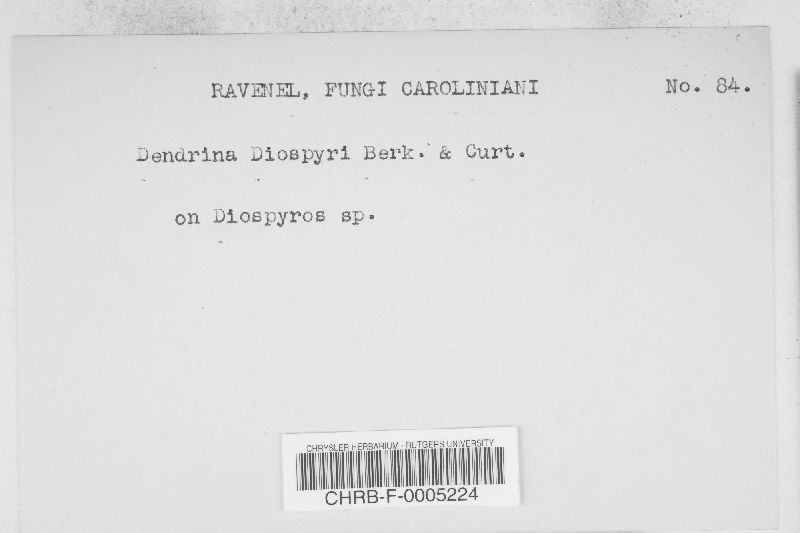 RAVENEL, FUNGI CAROLINIANI No. 84.
Dendrina Diospyri Berk. & Curt.
on Diospyros sp.
CHRYSLER HERBARIUM - RUTGERS UNIVERSITY
CHRB-F-0005224